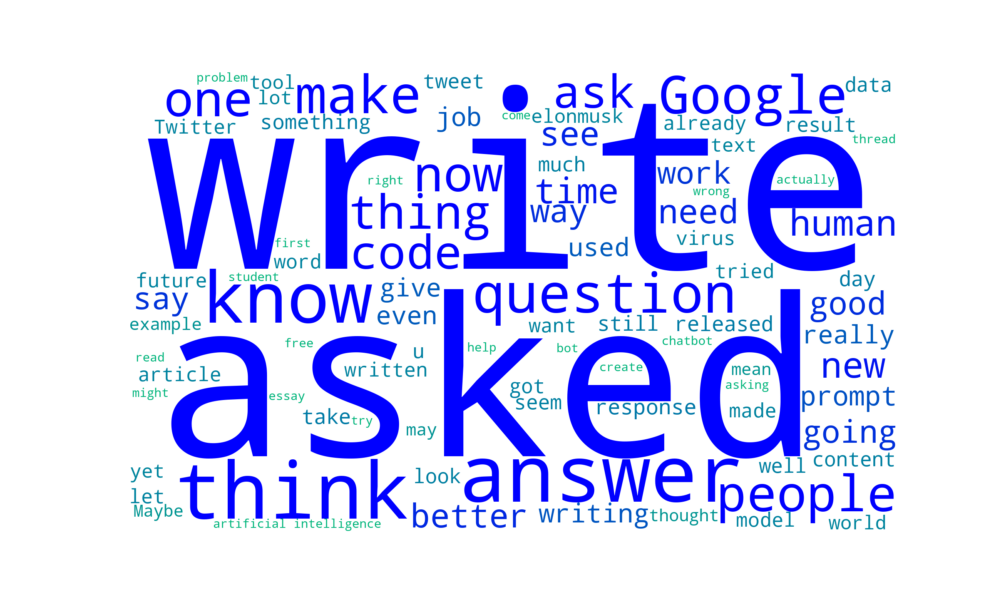 problem tool lot make tweet ask Google data
one Twitter something job come elonmusk see already result thread
write
right now much text work wrong actually
thing time way need human
first word code used virus
future student know give question tried day
say even good
example want still released really
asked
read free u help bot chatbot
article written create mean new
might essay got asking prompt
take try seem response made going
may
yet think look answer well content
let people
Maybe artificial intelligence better writing thought model world